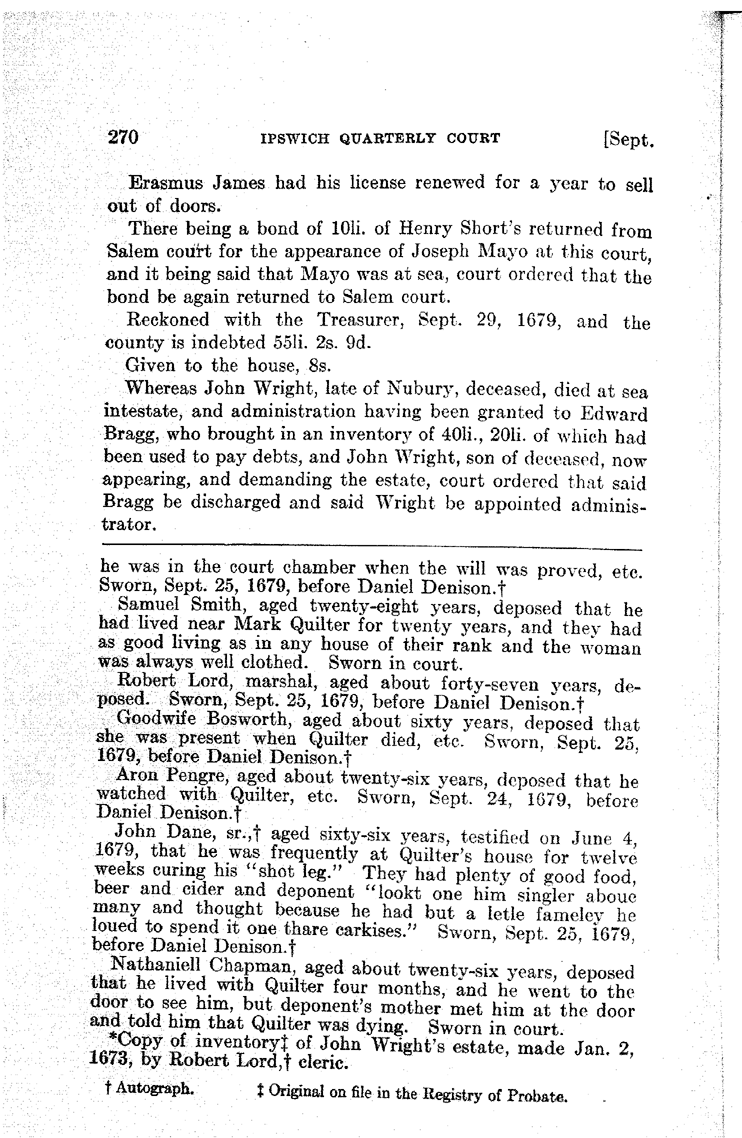 270 IPSWICH QUARTERLY COURT [Sept.
Erasmus James had his license renewed for a year to sell
out of doors.
There being a bond of 10li. of Henry Short's returned from
Salem court for the appearance of Joseph Mayo at this court,
and it being said that Mayo was at sea, court ordered that the
bond be again returned to Salem court.
Reckoned with the Treasurer, Sept. 29, 1679, and the
county is indebted 55li. 2s. 9d.
Given to the house, 8s.
Whereas John Wright, late of Nubury, deceased, died at sea
intestate, and administration having been granted to Edward
Bragg, who brought in an inventory of 40li., 20li. of which had
been used to pay debts, and John Wright, son of deceased, now
appearing, and demanding the estate, court ordered that said
Bragg be discharged and said Wright be appointed adminis-
trator.
he was in the court chamber when the will was proved, etc.
Sworn, Sept. 25, 1679, before Daniel Denison.†
Samuel Smith, aged twenty-eight years, deposed that he
had lived near Mark Quilter for twenty years, and they had
as good living as in any house of their rank and the woman
was always well clothed. Sworn in court.
Robert Lord, marshal, aged about forty-seven years, de-
posed. Sworn, Sept. 25, 1679, before Daniel Denison.†
Goodwife Bosworth, aged about sixty years, deposed that
she was present when Quilter died, etc. Sworn, Sept. 25,
1679, before Daniel Denison.†
Aron Pengre, aged about twenty-six years, deposed that he
watched with Quilter, etc. Sworn, Sept. 24, 1679, before
Daniel Denison.†
John Dane, sr.,† aged sixty-six years, testified on June 4,
1679, that he was frequently at Quilter's house for twelve
weeks curing his "shot leg." They had plenty of good food,
beer and cider and deponent "lookt one him singler aboue
many and thought because he had but a letle fameley he
loued to spend it one thare carkises." Sworn, Sept. 25, 1679,
before Daniel Denison.†
Nathaniell Chapman, aged about twenty-six years, deposed
that he lived with Quilter four months, and he went to the
door to see him, but deponent's mother met him at the door
and told him that Quilter was dying. Sworn in court.
*Copy of inventory‡ of John Wright's estate, made Jan. 2,
1673, by Robert Lord,† cleric.
† Autograph. ‡ Original on file in the Registry of Probate.